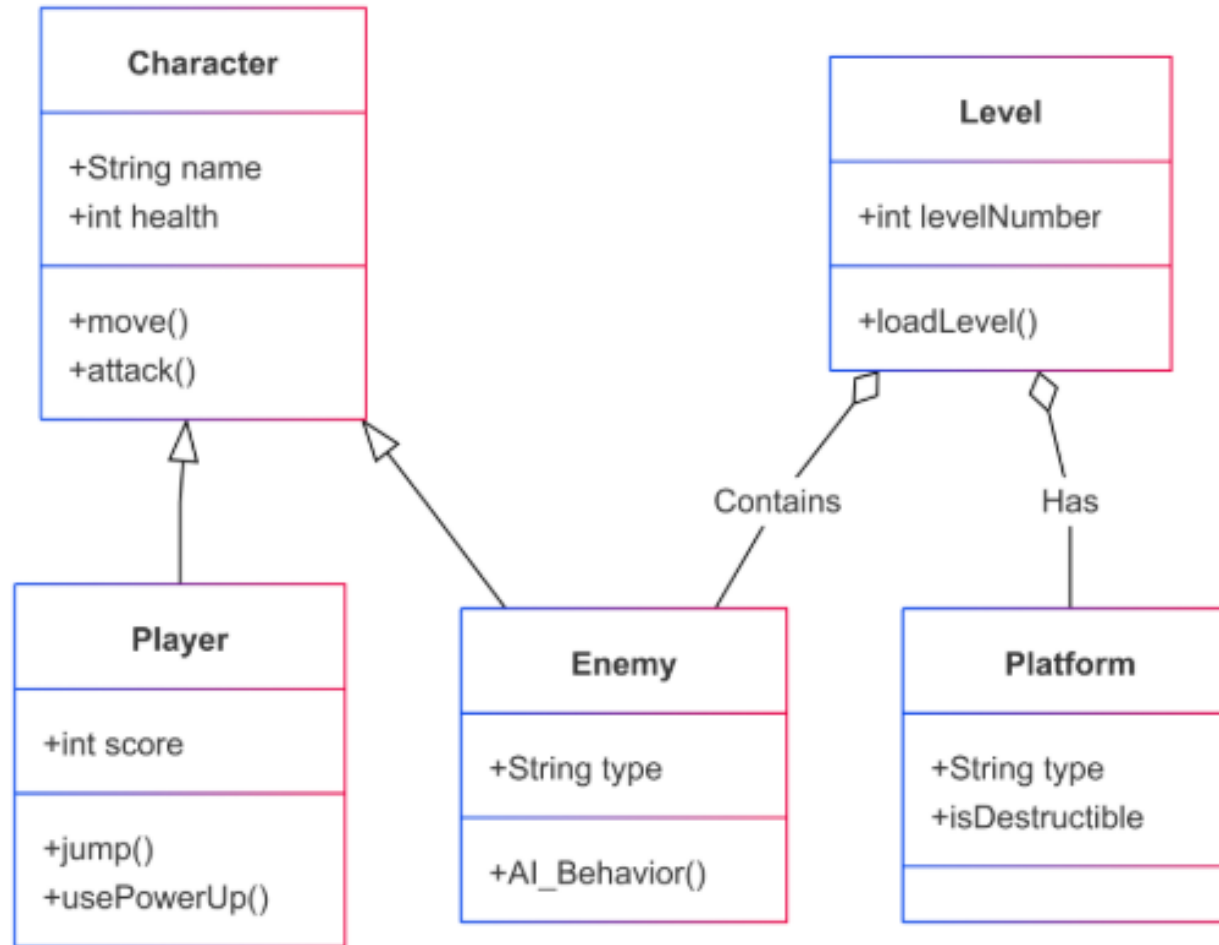 Character
+String name
+int health
+move()
+attack()
Level
+int levelNumber
+loadLevel()
Contains
Has
Player
+int score
+jump()
+usePowerUp()
Enemy
+String type
+AI_Behavior()
Platform
+String type
+isDestructible